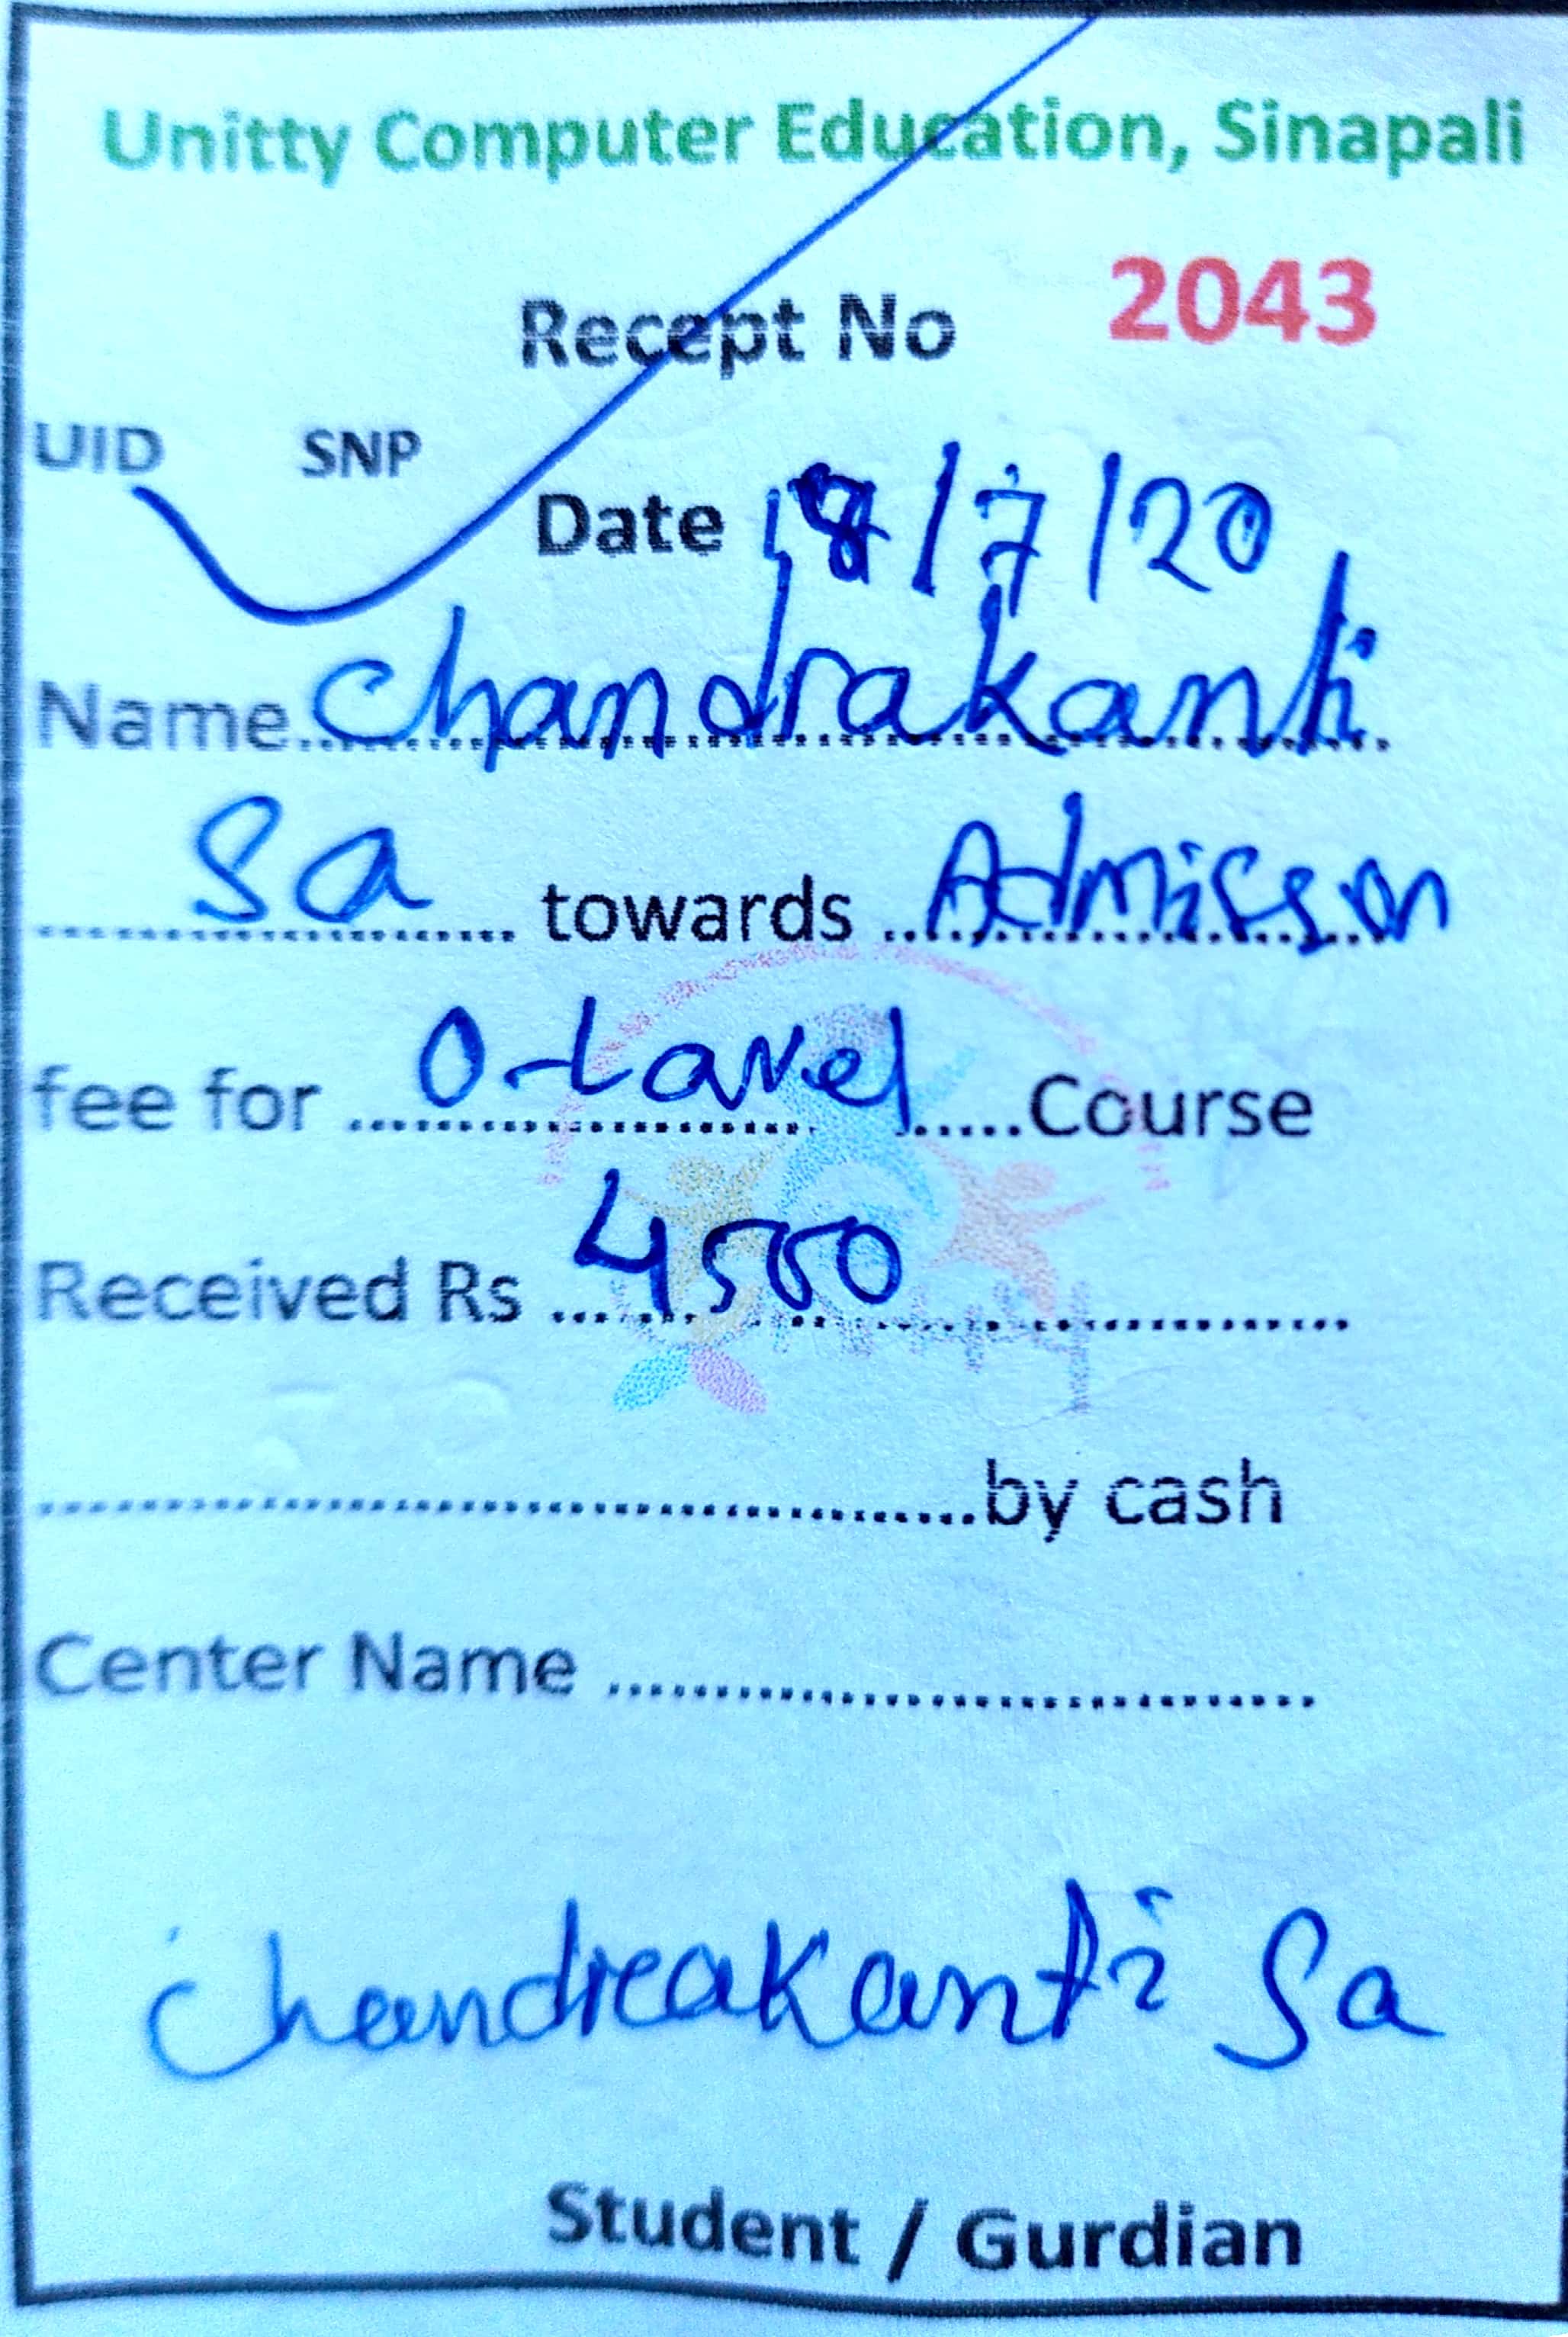 Unitty Computer Education, Sinapali
Recept No 2043
UID SNP
Date 18/7/20
Name Chandrakanti
Sa towards Admisson
fee for O-Lavel Course
Received Rs 4500
by cash
Center Name
Chandreakanti Sa
Student / Gurdian